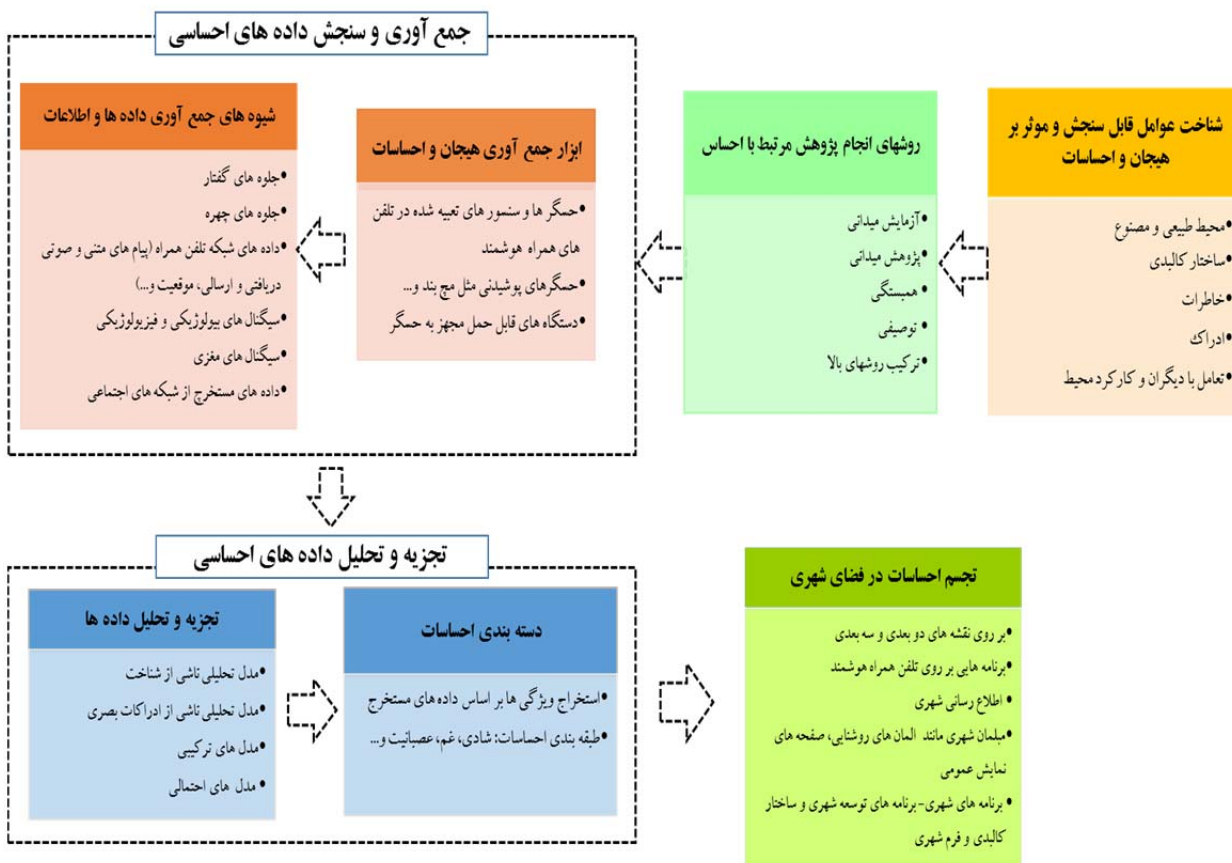 جمع آوری و سنجش داده های احساسی
شناخت عوامل قابل سنجش و موثر بر
هیجان و احساسات
•محیط طبیعی و مصنوع
•ساختار کالبدی
•خاطرات
•ادراک
•تعامل با دیگران و کارکرد محیط
روشهای انجام پژوهش مرتبط با احساس
•آزمایش میدانی
•پژوهش میدانی
•همبستگی
•توصیفی
•ترکیب روشهای بالا
ابزار جمع آوری هیجان و احساسات
•حسگر ها و سنسور های تعبیه شده در تلفن
های همراه هوشمند
•حسگرهای پوشیدنی مثل مچ بند و...
•دستگاه های قابل حمل مجهز به حسگر
شیوه های جمع آوری داده ها و اطلاعات
•جلوه های گفتار
•جلوه های چهره
•داده های شبکه تلفن همراه (پیام های متنی و صوتی
دریافتی و ارسالی، موقعیت و...)
•سیگنال های بیولوژیکی و فیزیولوژیکی
•سیگنال های مغزی
•داده های مستخرج از شبکه های اجتماعی
تجزیه و تحلیل داده های احساسی
تجزیه و تحلیل داده ها
•مدل تحلیلی ناشی از شناخت
•مدل تحلیلی ناشی از ادراکات بصری
•مدل های ترکیبی
•مدل های احتمالی
دسته بندی احساسات
•استخراج ویژگی ها بر اساس داده های مستخرج
•طبقه بندی احساسات: شادی، غم، عصبانیت و...
تجسم احساسات در فضای شهری
•بر روی نقشه های دو بعدی و سه بعدی
•برنامه هایی بر روی تلفن همراه هوشمند
• اطلاع رسانی شهری
•مبلمان شهری مانند المان های روشنایی، صفحه های
نمایش عمومی
• برنامه های شهری-برنامه های توسعه شهری و ساختار
کالبدی و فرم شهری